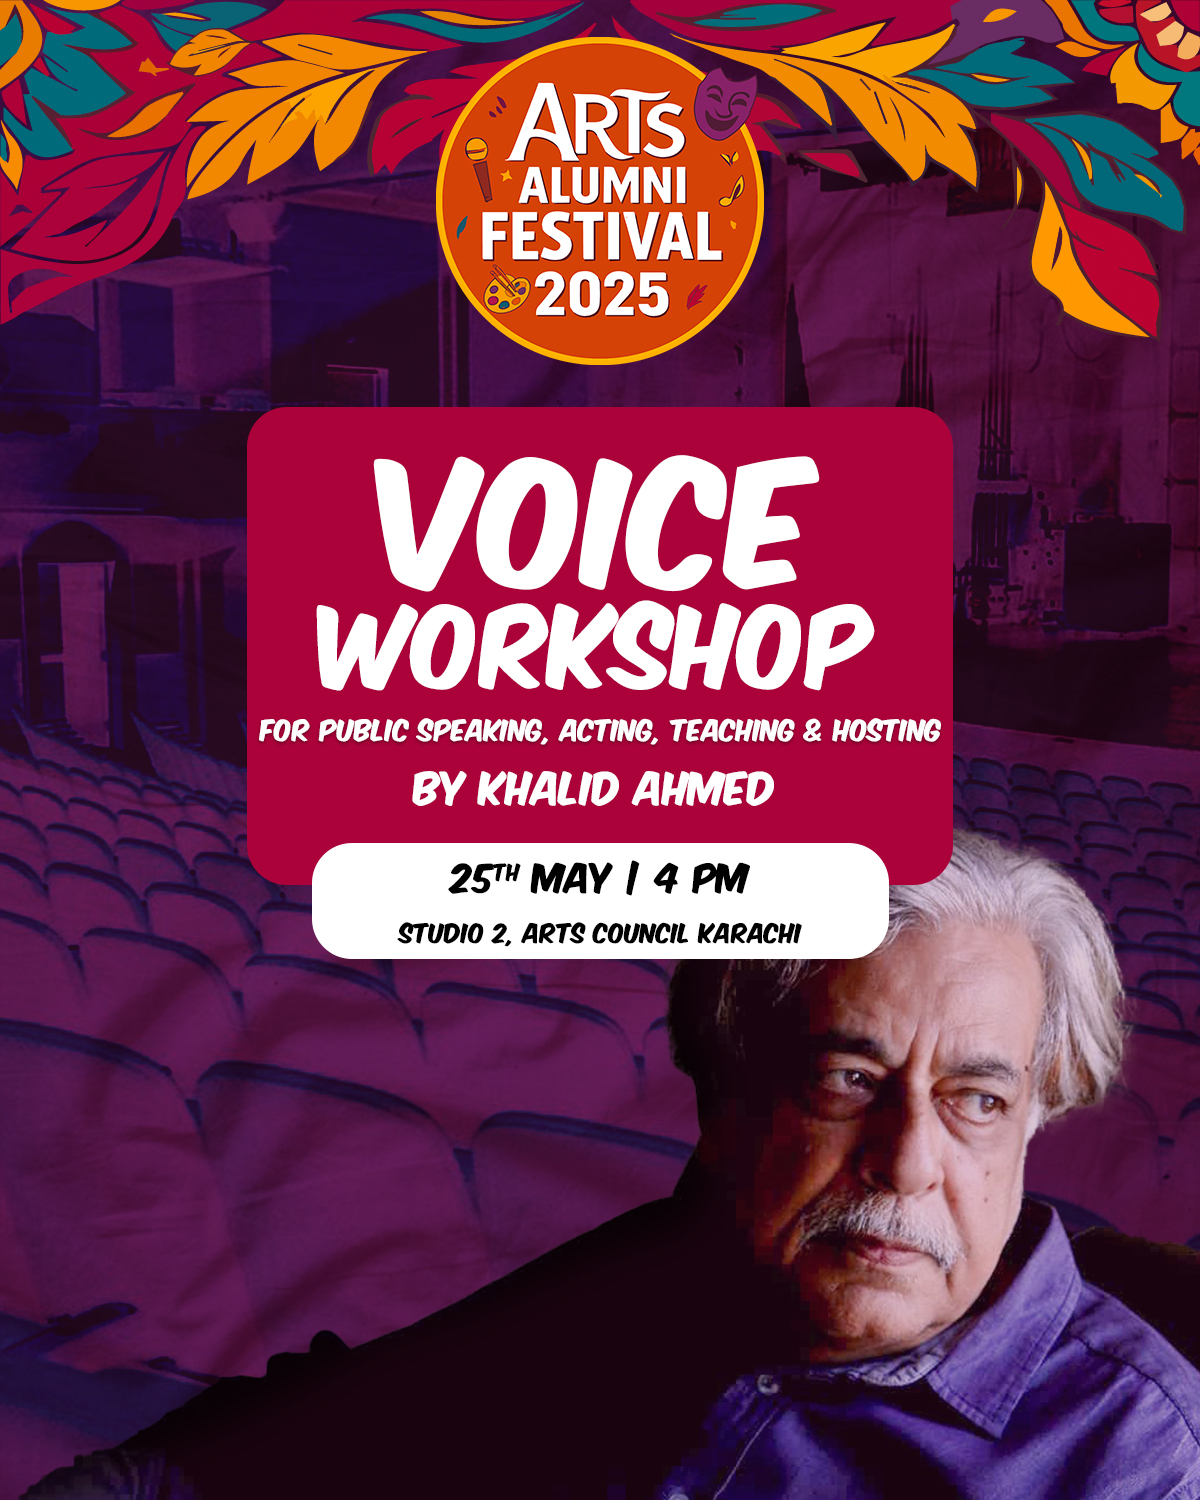 ARTS
ALUMNI
FESTIVAL
2025
VOICE
WORKSHOP
FOR PUBLIC SPEAKING, ACTING, TEACHING & HOSTING
BY KHALID AHMED
25TH MAY | 4 PM
STUDIO 2, ARTS COUNCIL KARACHI